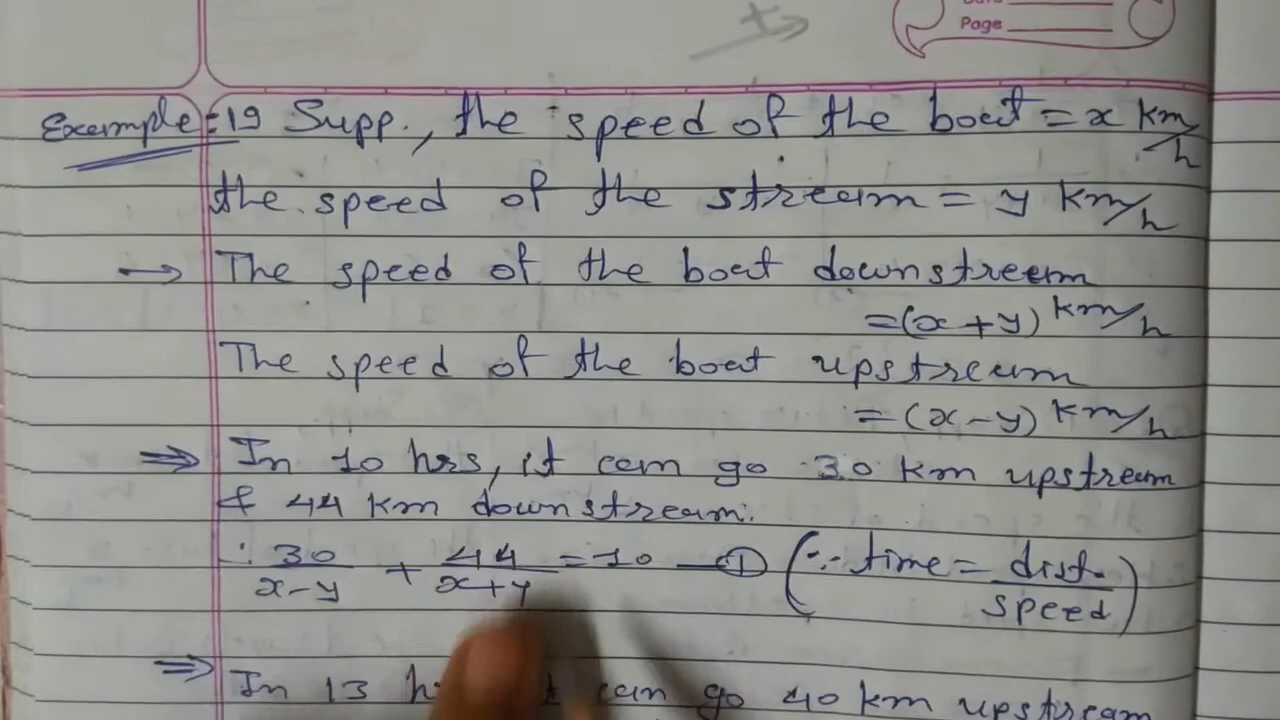 Page
Example:19 Supp., the speed of the boat = x km/h
the speed of the stream = y km/h
→ The speed of the boat downstream
= (x+y) km/h
The speed of the boat upstream
= (x-y) km/h
⇒ In 10 hrs, it can go 30 km upstream
& 44 km downstream.
∴ 30/(x-y) + 44/(x+y) = 10 —① (∵ time = dist./speed)
⇒ In 13 can go 40 km upstream